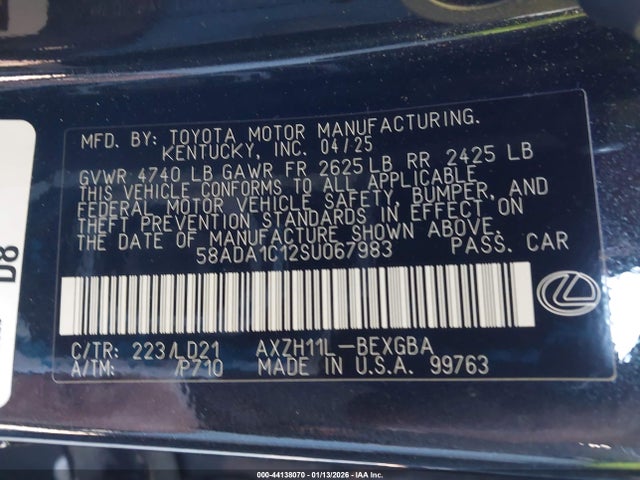 MFD. BY: TOYOTA MOTOR MANUFACTURING.
KENTUCKY, INC. 04/25
GVWR 4740 LB GAWR FR 2625 LB RR 2425 LB
THIS VEHICLE CONFORMS TO ALL APPLICABLE
FEDERAL MOTOR VEHICLE SAFETY, BUMPER, AND
THEFT PREVENTION STANDARDS IN EFFECT ON
THE DATE OF MANUFACTURE SHOWN ABOVE.
58ADA1C12SU067983 PASS. CAR
C/TR: 223/LD21 AXZH11L-BEXGBA
A/TM: /P710 MADE IN U.S.A. 99763
D8
000-44138070 - 01/13/2026 - IAA Inc.